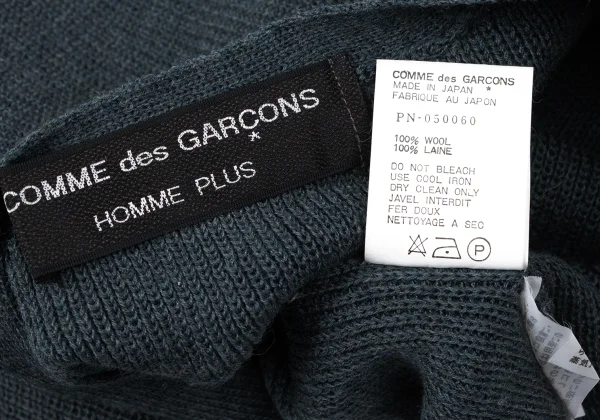 COMME des GARCONS
*
HOMME PLUS
COMME des GARCONS
*
MADE IN JAPAN
FABRIQUE AU JAPON
PN-050060
100% WOOL
100% LAINE
DO NOT BLEACH
USE COOL IRON
DRY CLEAN ONLY
JAVEL INTERDIT
FER DOUX
NETTOYAGE A SEC
P